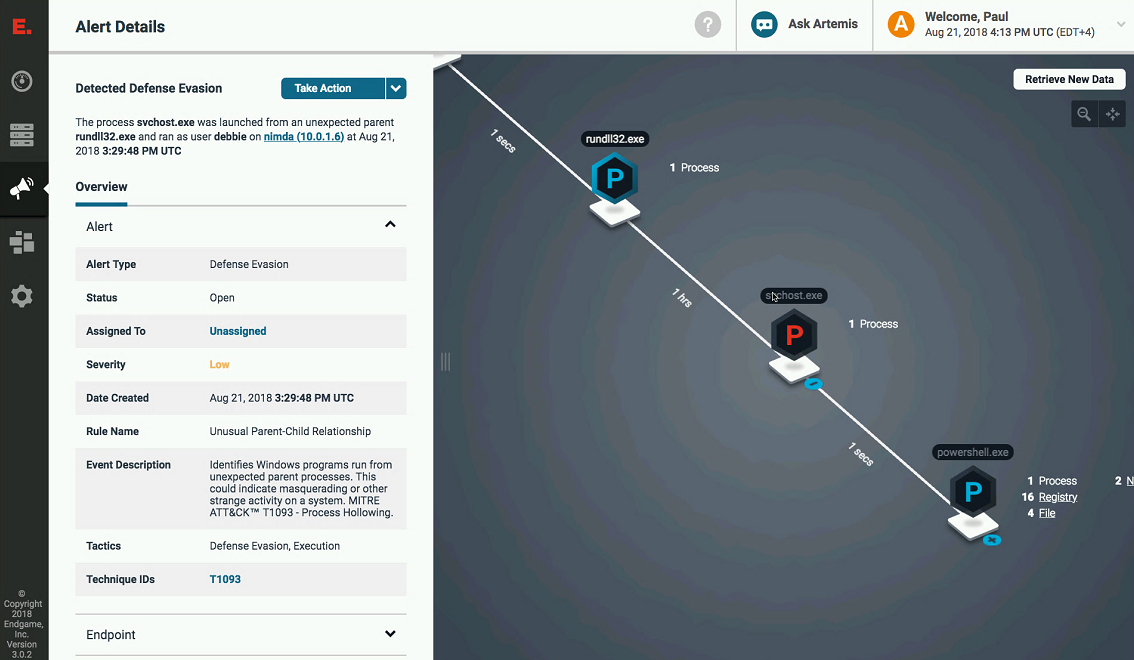 E.
Alert Details
?
Ask Artemis
A
Welcome, Paul
Aug 21, 2018 4:13 PM UTC (EDT+4)
Detected Defense Evasion
Take Action
The process svchost.exe was launched from an unexpected parent
rundll32.exe and ran as user debbie on nimda (10.0.1.6) at Aug 21,
2018 3:29:48 PM UTC
Overview
Alert
Alert Type Defense Evasion
Status Open
Assigned To Unassigned
Severity Low
Date Created Aug 21, 2018 3:29:48 PM UTC
Rule Name Unusual Parent-Child Relationship
Event Description Identifies Windows programs run from
unexpected parent processes. This
could indicate masquerading or other
strange activity on a system. MITRE
ATT&CK™ T1093 - Process Hollowing.
Tactics Defense Evasion, Execution
Technique IDs T1093
Endpoint
Retrieve New Data
1 secs
rundll32.exe
P
1 Process
1 hrs
svchost.exe
P
1 Process
1 secs
powershell.exe
P
1 Process
16 Registry
4 File
2 N
©
Copyright
2018
Endgame,
Inc.
Version
3.0.2